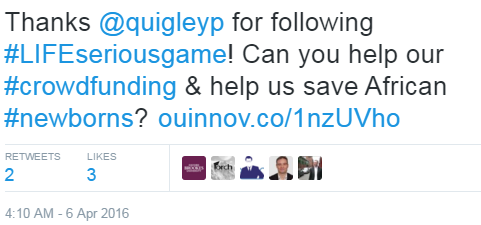 Thanks @quigleyp for following
#LIFEseriousgame! Can you help our
#crowdfunding & help us save African
#newborns? ouinnov.co/1nzUVho
RETWEETS LIKES
2 3
4:10 AM - 6 Apr 2016